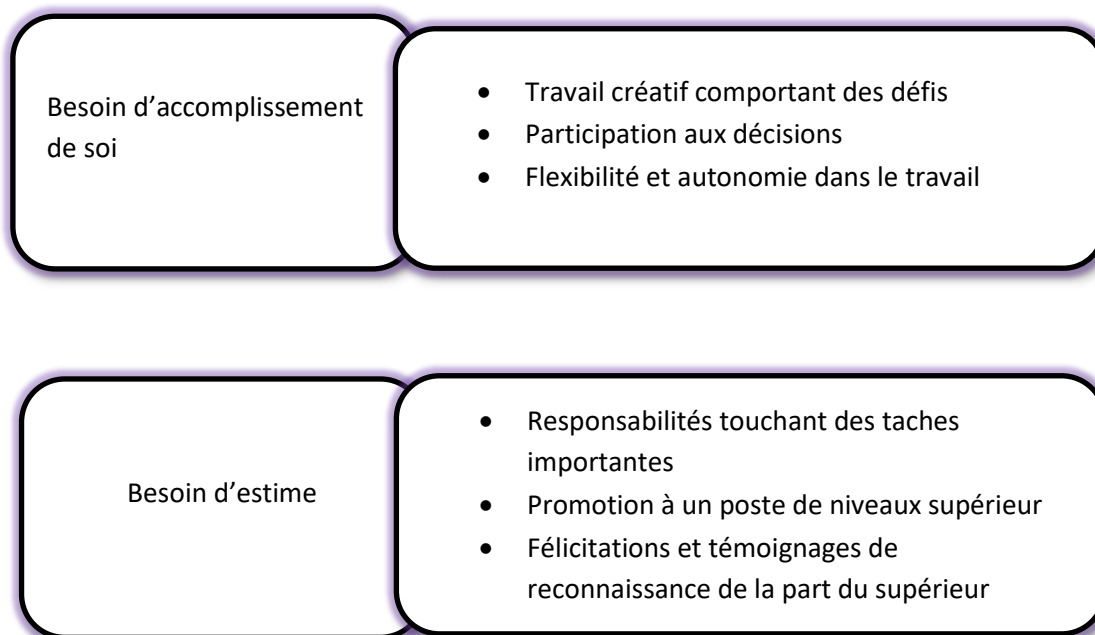 Besoin d’accomplissement
de soi
• Travail créatif comportant des défis
• Participation aux décisions
• Flexibilité et autonomie dans le travail
Besoin d’estime
• Responsabilités touchant des taches
importantes
• Promotion à un poste de niveaux supérieur
• Félicitations et témoignages de
reconnaissance de la part du supérieur